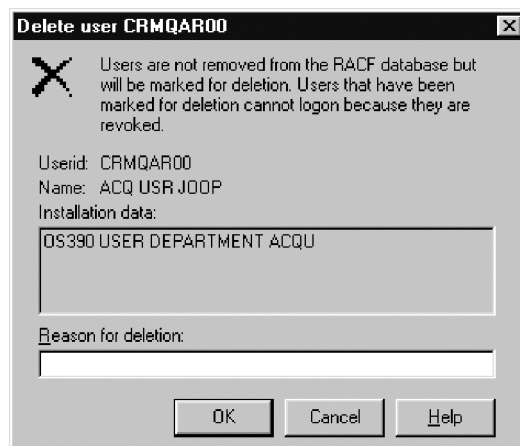 Delete user CRMQAR00
Users are not removed from the RACF database but
will be marked for deletion. Users that have been
marked for deletion cannot logon because they are
revoked.
Userid: CRMQAR00
Name: ACQ USR JOOP
Installation data:
OS390 USER DEPARTMENT ACQU
Reason for deletion:
OK Cancel Help